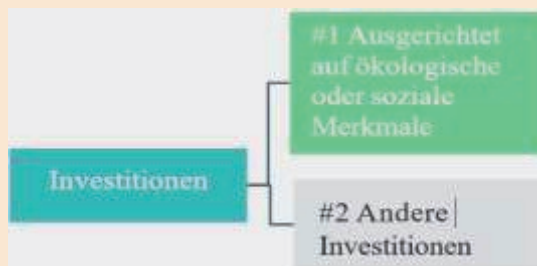 #1 Ausgerichtet
auf ökologische
oder soziale
Merkmale
Investitionen
#2 Andere
Investitionen